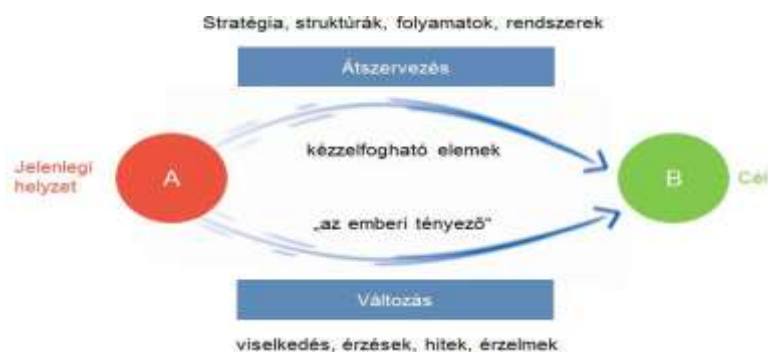 Stratégia, struktúrák, folyamatok, rendszerek
Átszervezés
kézzelfogható elemek
Jelenlegi
helyzet
A
B
Cél
„az emberi tényező“
Változás
viselkedés, érzések, hitek, érzelmek